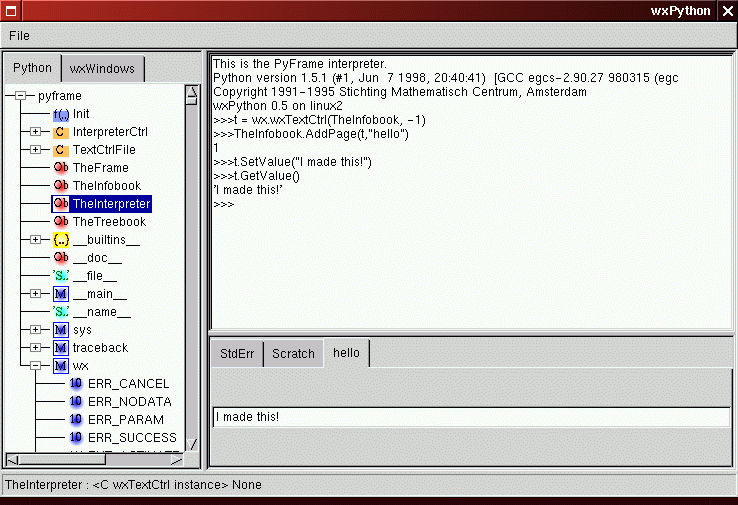 wxPython
File
Python wxWindows
pyframe
f(,) Init
C InterpreterCtrl
C TextCtrlFile
Ob TheFrame
Ob TheInfobook
Ob TheInterpreter
Ob TheTreebook
{..} __builtins__
Ob __doc__
'S..' __file__
M __main__
'S..' __name__
M sys
M traceback
M wx
10 ERR_CANCEL
10 ERR_NODATA
10 ERR_PARAM
10 ERR_SUCCESS
This is the PyFrame interpreter.
Python version 1.5.1 (#1, Jun 7 1998, 20:40:41) [GCC egcs-2.90.27 980315 (egc
Copyright 1991-1995 Stichting Mathematisch Centrum, Amsterdam
wxPython 0.5 on linux2
>>>t = wx.wxTextCtrl(TheInfobook, -1)
>>>TheInfobook.AddPage(t,"hello")
1
>>>t.SetValue("I made this!")
>>>t.GetValue()
'I made this!'
>>>
StdErr Scratch hello
I made this!
TheInterpreter : <C wxTextCtrl instance> None